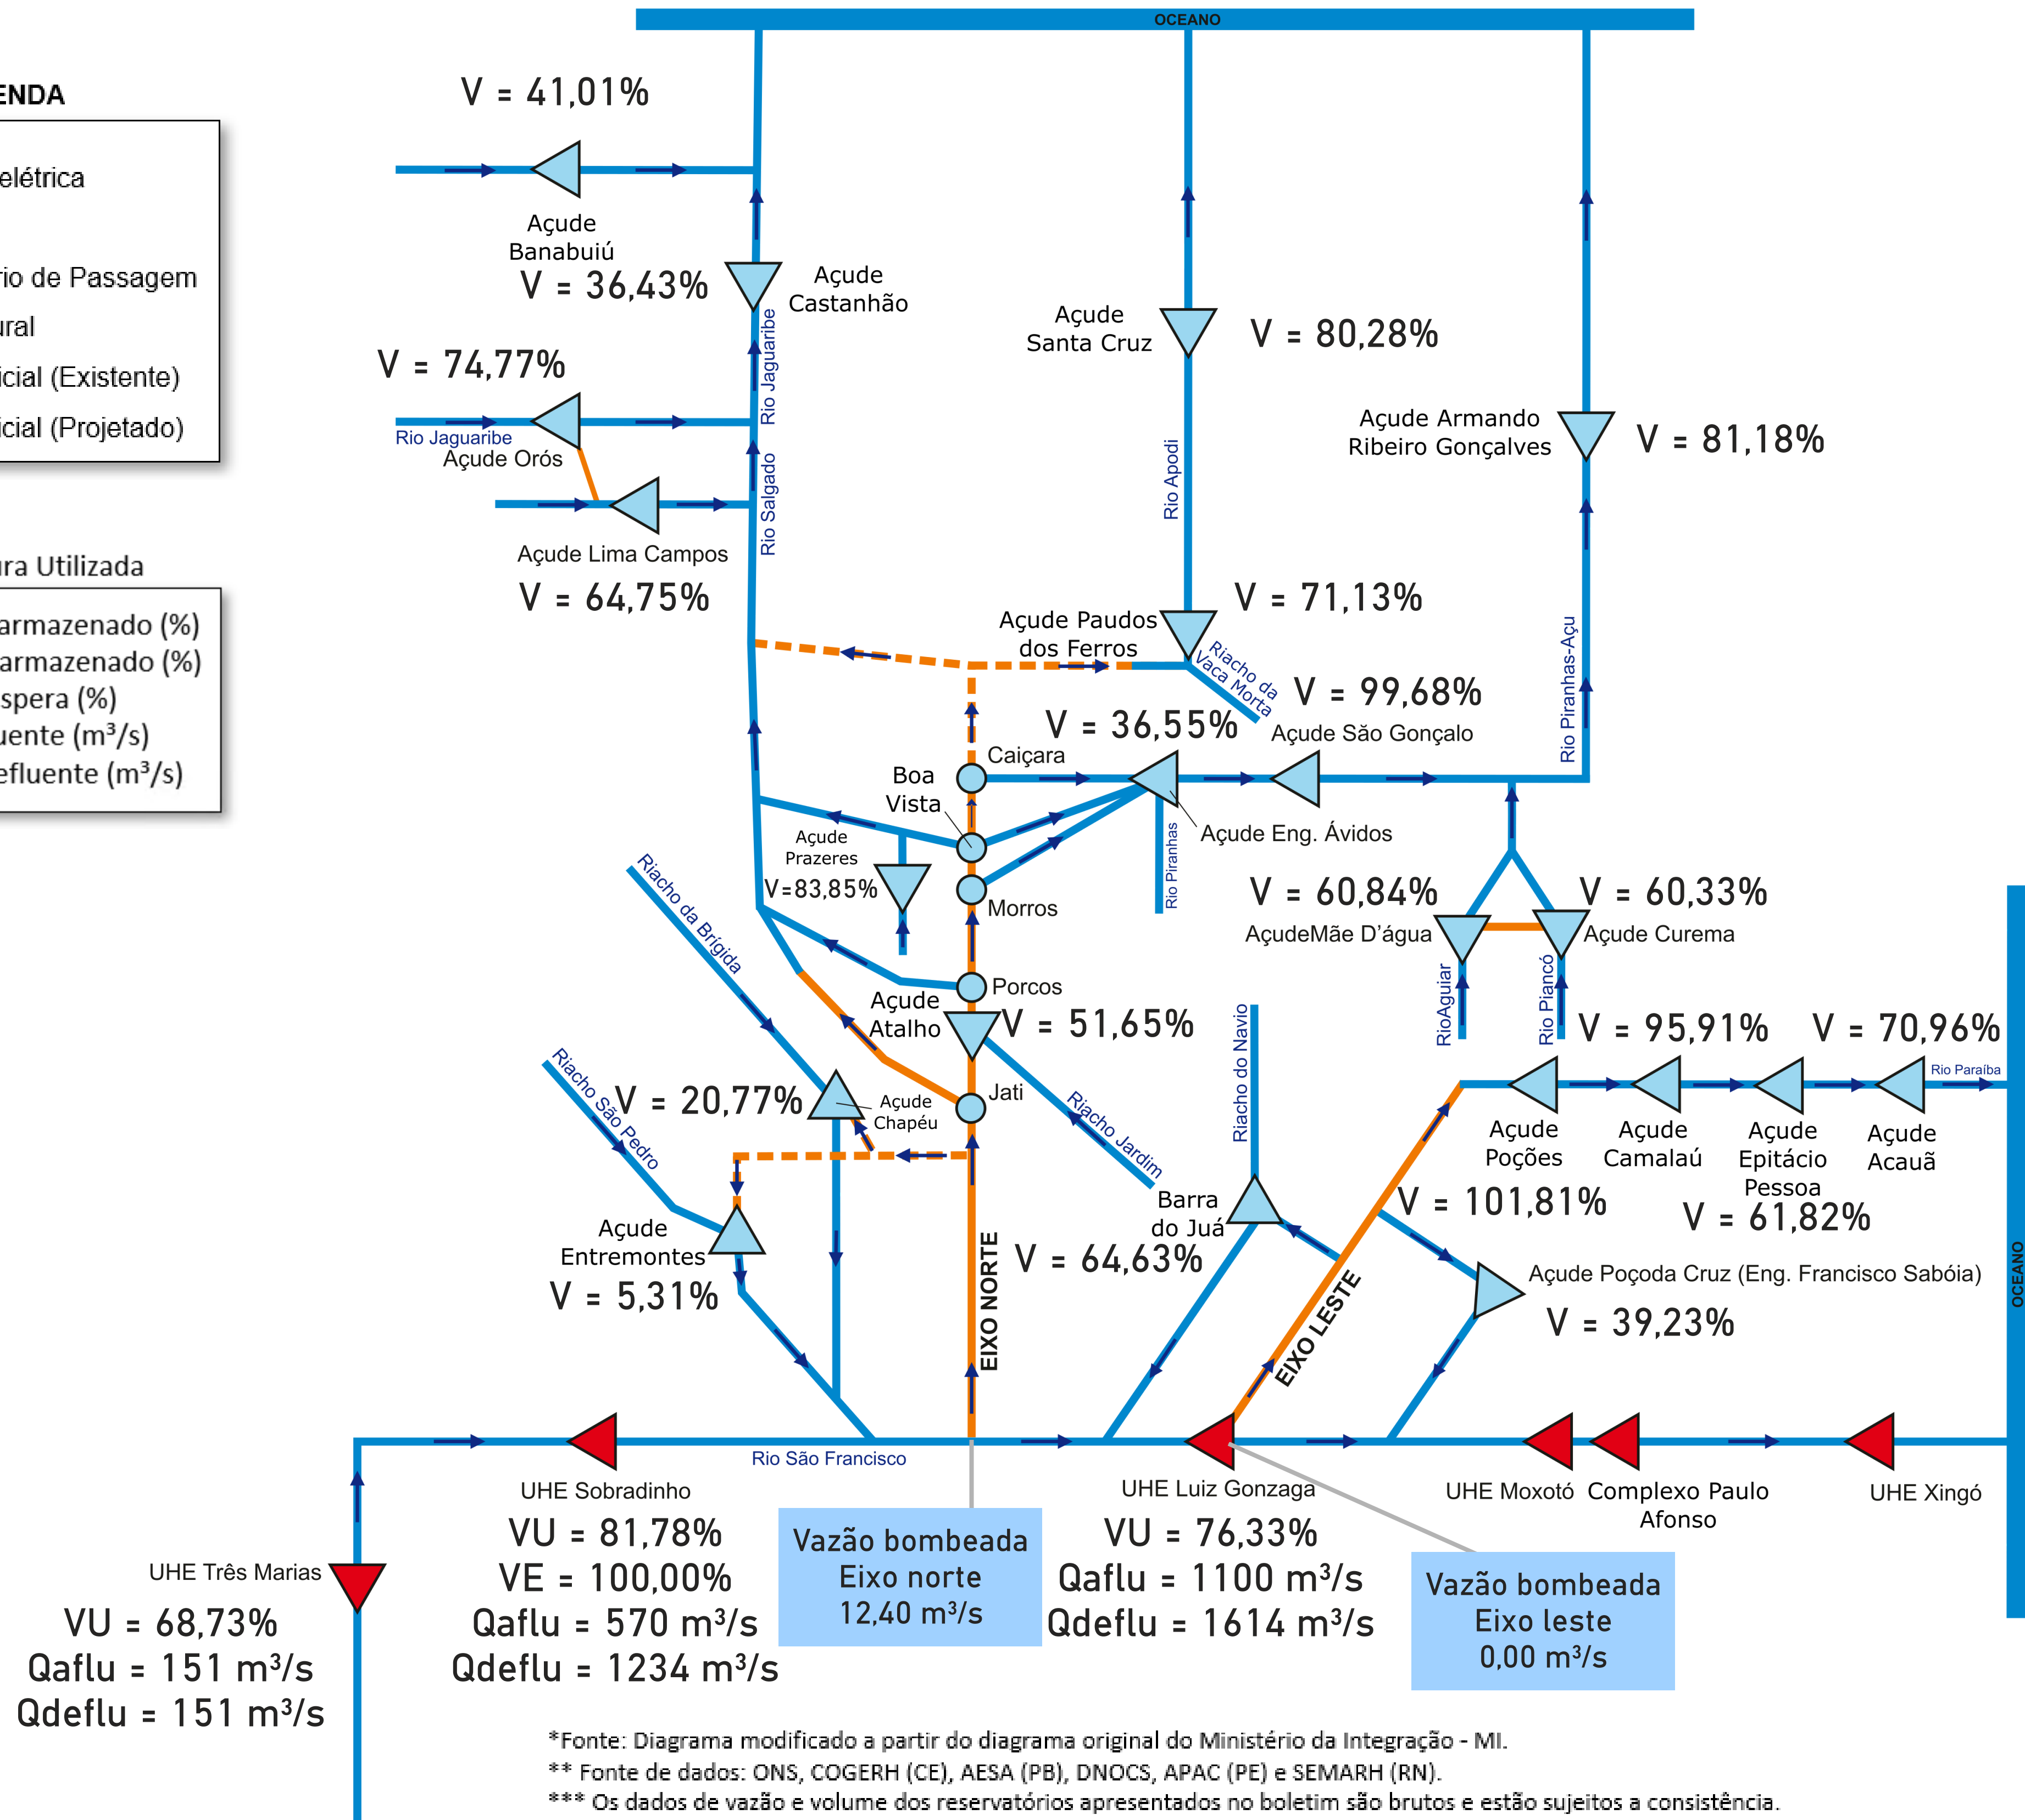 OCEANO
ENDA
elétrica
rio de Passagem
ural
icial (Existente)
icial (Projetado)
ura Utilizada
armazenado (%)
armazenado (%)
spera (%)
uente (m³/s)
efluente (m³/s)
V = 41,01%
Açude
Banabuiú
V = 36,43%
Açude
Castanhão
Rio Jaguaribe
V = 74,77%
Rio Jaguaribe
Açude Orós
Rio Salgado
Açude Lima Campos
V = 64,75%
Açude
Santa Cruz
V = 80,28%
Rio Apodi
Açude Armando
Ribeiro Gonçalves
V = 81,18%
Açude Paudos
dos Ferros
V = 71,13%
Riacho da
Vaca Morta
Rio Piranhas-Açu
V = 99,68%
Açude São Gonçalo
V = 36,55%
Caiçara
Boa
Vista
Açude Eng. Ávidos
Rio Piranhas
Açude
Prazeres
V=83,85%
Morros
V = 60,84%
AçudeMãe D'água
V = 60,33%
Açude Curema
RioAguiar
Rio Piancó
Riacho da Brígida
Porcos
Açude
Atalho
V = 51,65%
Riacho do Navio
V = 95,91%
V = 70,96%
Rio Paraíba
Riacho São Pedro
V = 20,77%
Açude
Chapéu
Jati
Riacho Jardim
Açude
Poções
Açude
Camalaú
Açude
Epitácio
Pessoa
Açude
Acauã
V = 101,81%
V = 61,82%
Barra
do Juá
V = 64,63%
Açude
Entremontes
V = 5,31%
EIXO NORTE
EIXO LESTE
Açude Poçoda Cruz (Eng. Francisco Sabóia)
V = 39,23%
OCEANO
Rio São Francisco
UHE Sobradinho
VU = 81,78%
VE = 100,00%
Qaflu = 570 m³/s
Qdeflu = 1234 m³/s
Vazão bombeada
Eixo norte
12,40 m³/s
UHE Luiz Gonzaga
VU = 76,33%
Qaflu = 1100 m³/s
Qdeflu = 1614 m³/s
Vazão bombeada
Eixo leste
0,00 m³/s
UHE Moxotó
Complexo Paulo
Afonso
UHE Xingó
UHE Três Marias
VU = 68,73%
Qaflu = 151 m³/s
Qdeflu = 151 m³/s
*Fonte: Diagrama modificado a partir do diagrama original do Ministério da Integração - MI.
** Fonte de dados: ONS, COGERH (CE), AESA (PB), DNOCS, APAC (PE) e SEMARH (RN).
*** Os dados de vazão e volume dos reservatórios apresentados no boletim são brutos e estão sujeitos a consistência.